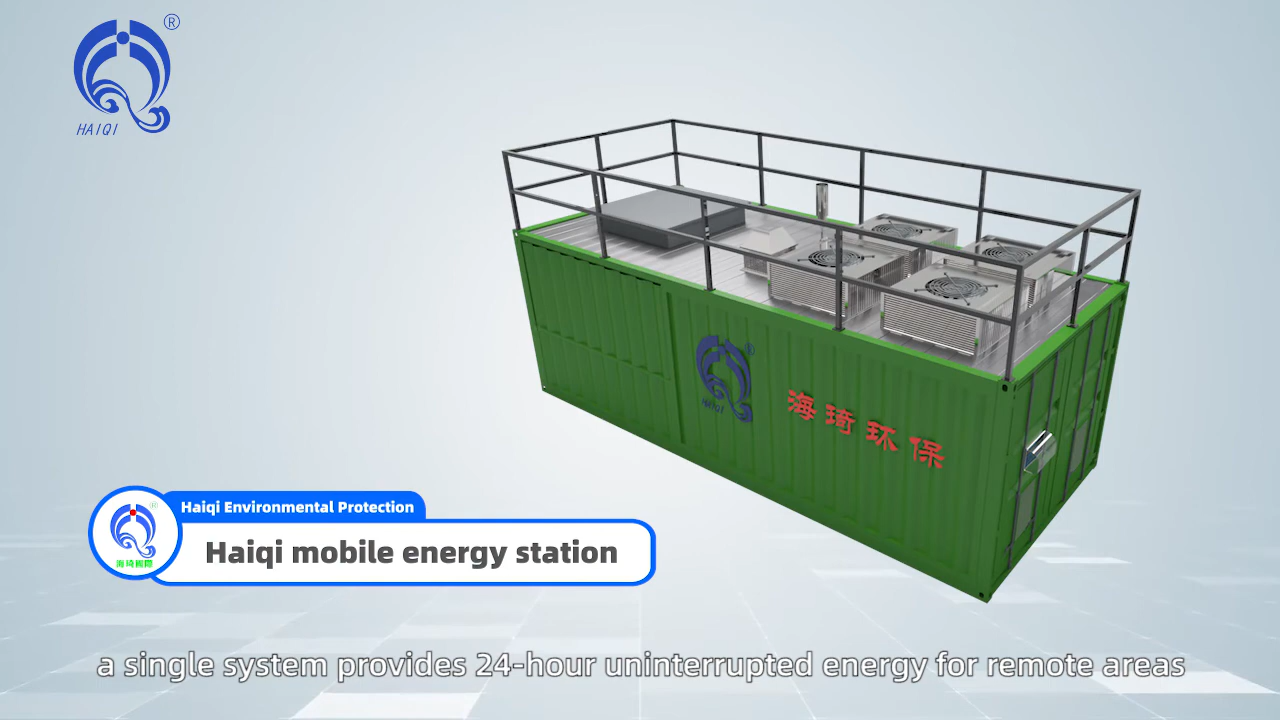 ®
HAIQI
®
HAIQI
海琦环保
Haiqi Environmental Protection
Haiqi mobile energy station
a single system provides 24-hour uninterrupted energy for remote areas